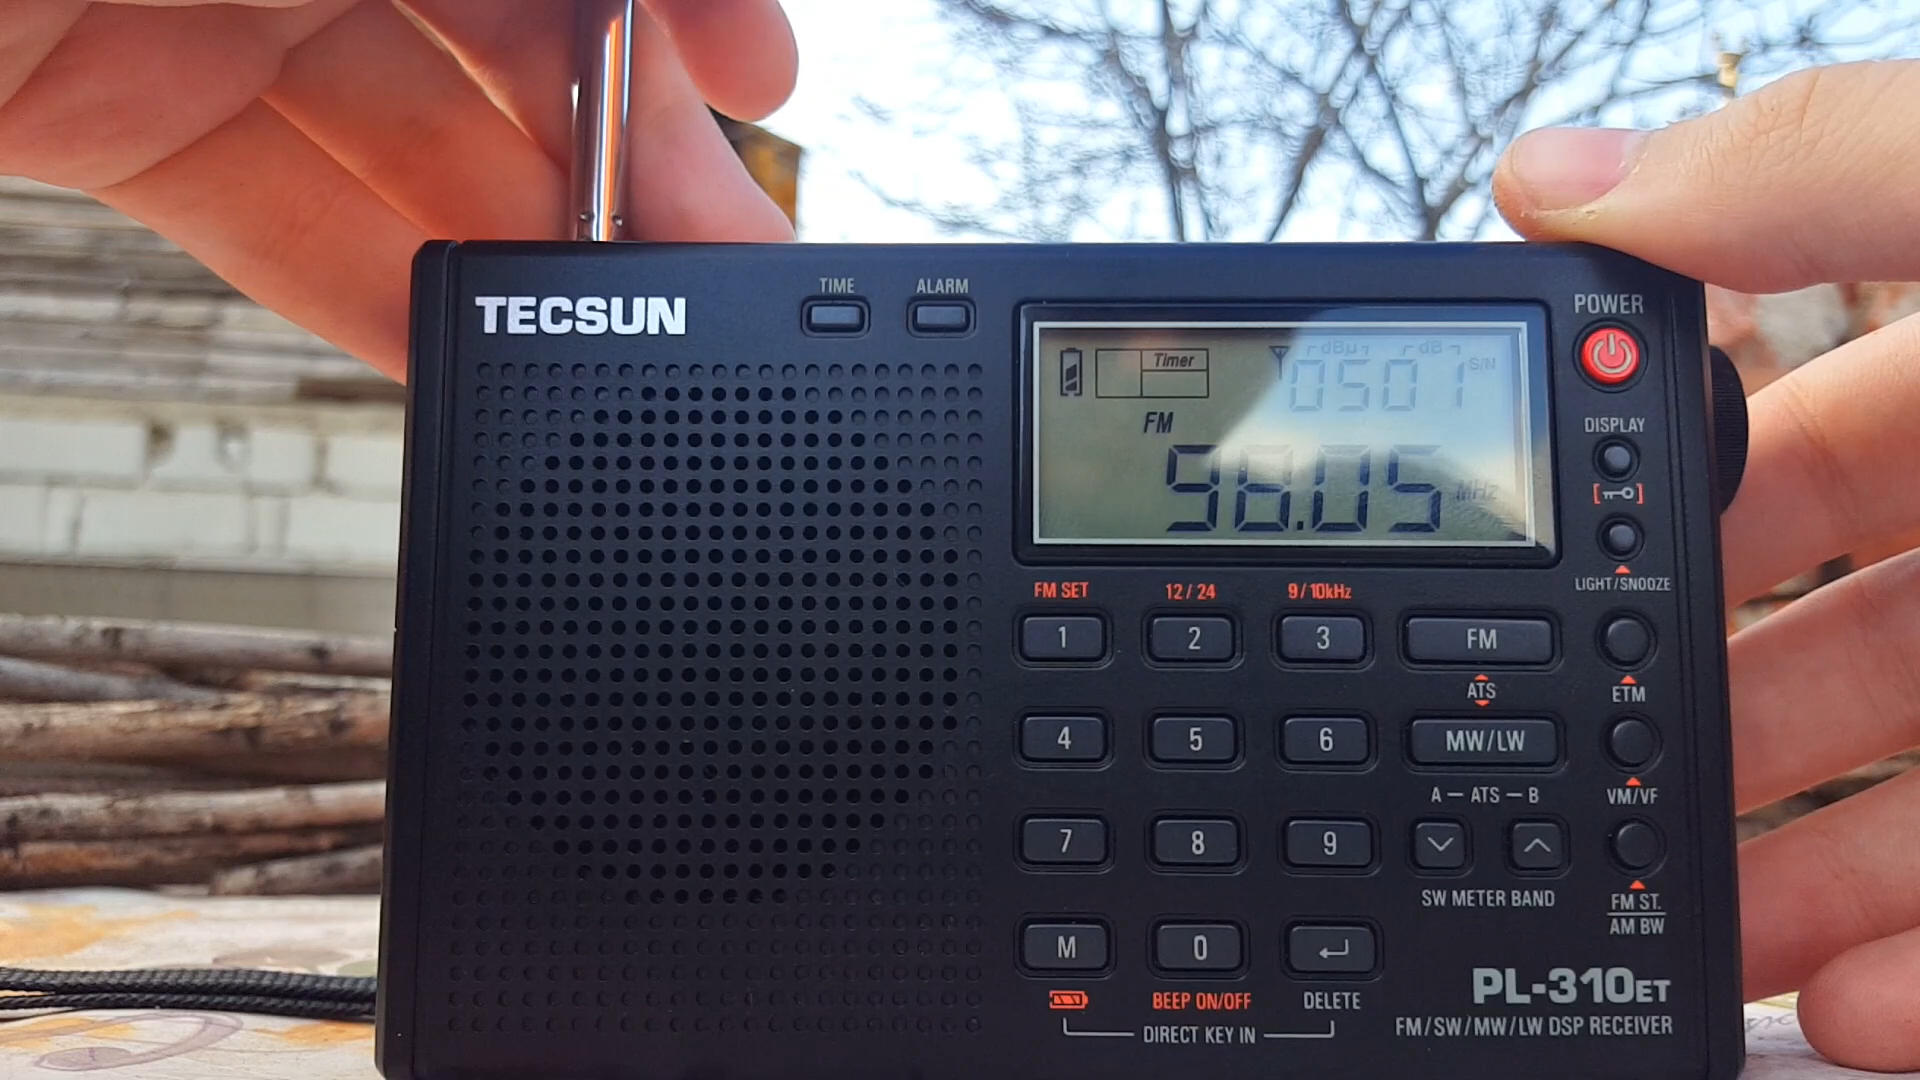 TIME ALARM
TECSUN
POWER
Timer
dBμ dB
0501 S/N
FM
98.05 MHz
DISPLAY
LIGHT/SNOOZE
FM SET 12/24 9/10kHz
1 2 3 FM
ATS ETM
4 5 6 MW/LW
A — ATS — B VM/VF
7 8 9
SW METER BAND FM ST.
AM BW
M 0
BEEP ON/OFF DELETE
DIRECT KEY IN
PL-310ET
FM/SW/MW/LW DSP RECEIVER